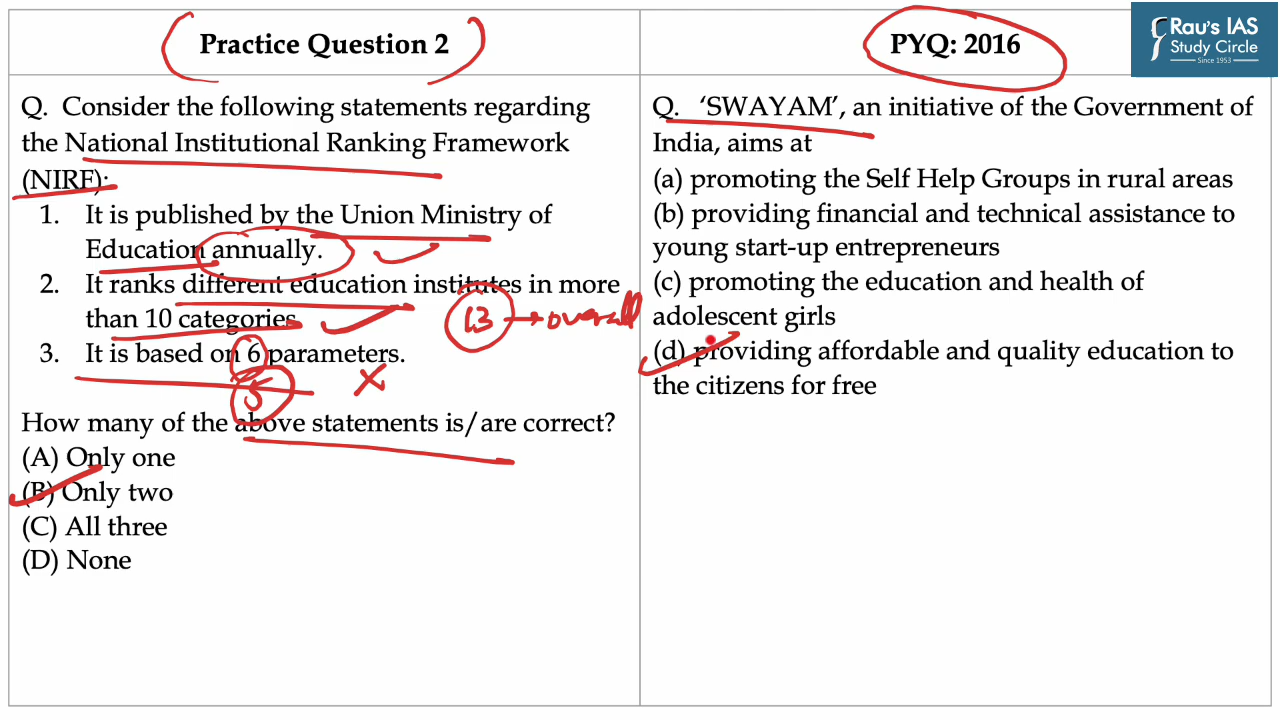 Practice Question 2
Q. Consider the following statements regarding
the National Institutional Ranking Framework
(NIRF):
1. It is published by the Union Ministry of
Education annually.
2. It ranks different education institutes in more
than 10 categories.
13 → overall
3. It is based on 6 parameters.
5
How many of the above statements is/are correct?
(A) Only one
(B) Only two
(C) All three
(D) None
PYQ: 2016
Rau's IAS
Study Circle
Since 1953
Q. ‘SWAYAM’, an initiative of the Government of
India, aims at
(a) promoting the Self Help Groups in rural areas
(b) providing financial and technical assistance to
young start-up entrepreneurs
(c) promoting the education and health of
adolescent girls
(d) providing affordable and quality education to
the citizens for free